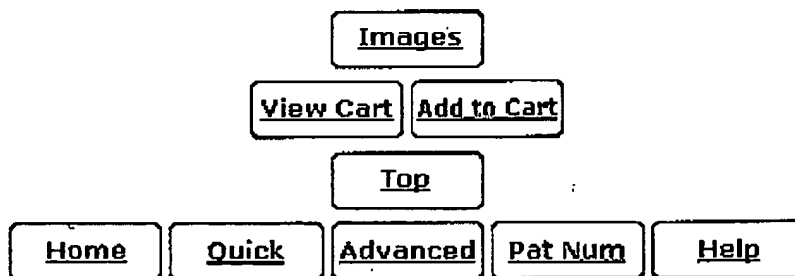 Images
View Cart Add to Cart
Top
Home Quick Advanced Pat Num Help